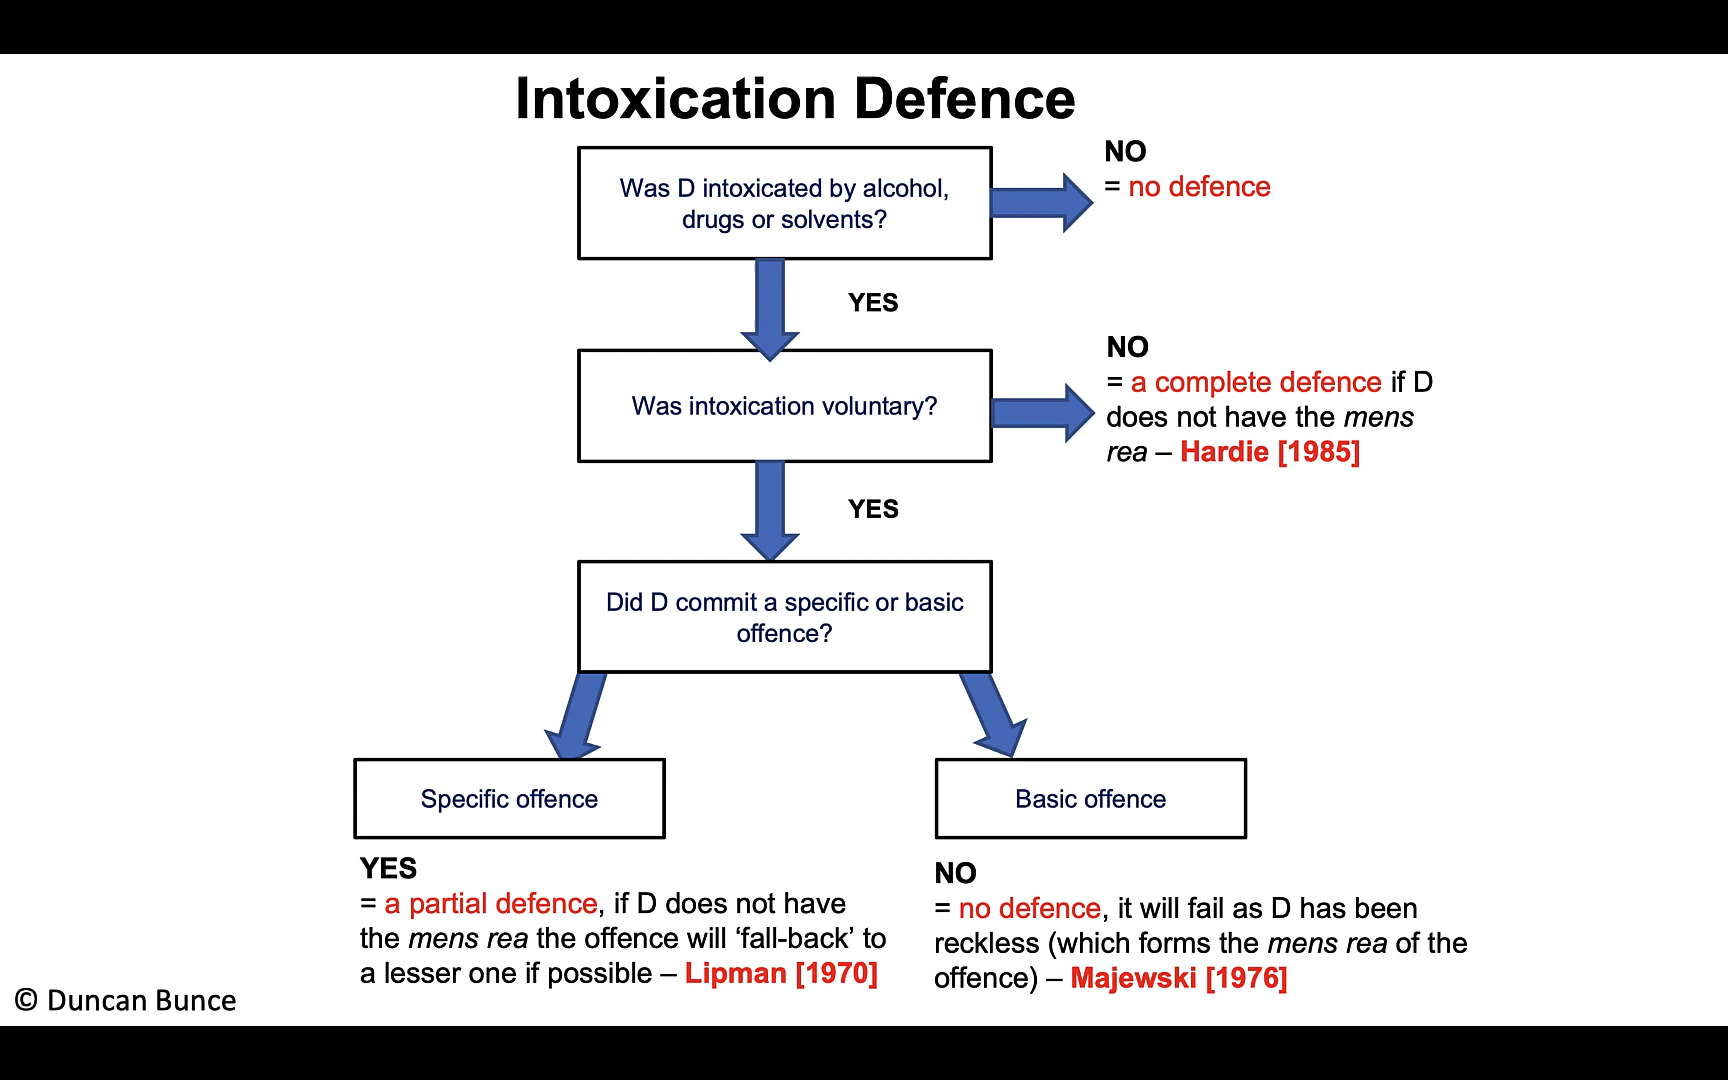 Intoxication Defence
Was D intoxicated by alcohol,
drugs or solvents?
NO
= no defence
YES
Was intoxication voluntary?
NO
= a complete defence if D
does not have the mens
rea – Hardie [1985]
YES
Did D commit a specific or basic
offence?
Specific offence
YES
= a partial defence, if D does not have
the mens rea the offence will ‘fall-back’ to
a lesser one if possible – Lipman [1970]
Basic offence
NO
= no defence, it will fail as D has been
reckless (which forms the mens rea of the
offence) – Majewski [1976]
© Duncan Bunce